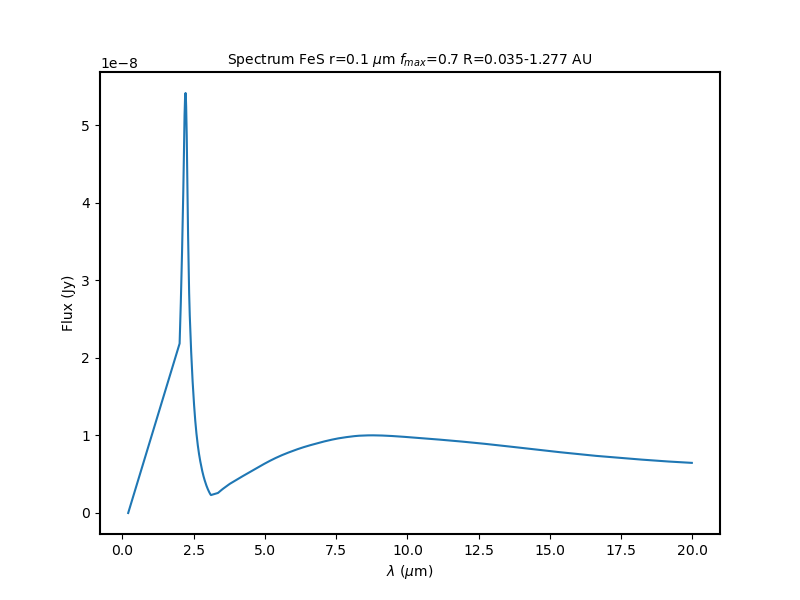 Spectrum FeS r=0.1 μm f_max=0.7 R=0.035-1.277 AU
1e−8
5
4
3
2
1
0
Flux (Jy)
0.0 2.5 5.0 7.5 10.0 12.5 15.0 17.5 20.0
λ (μm)